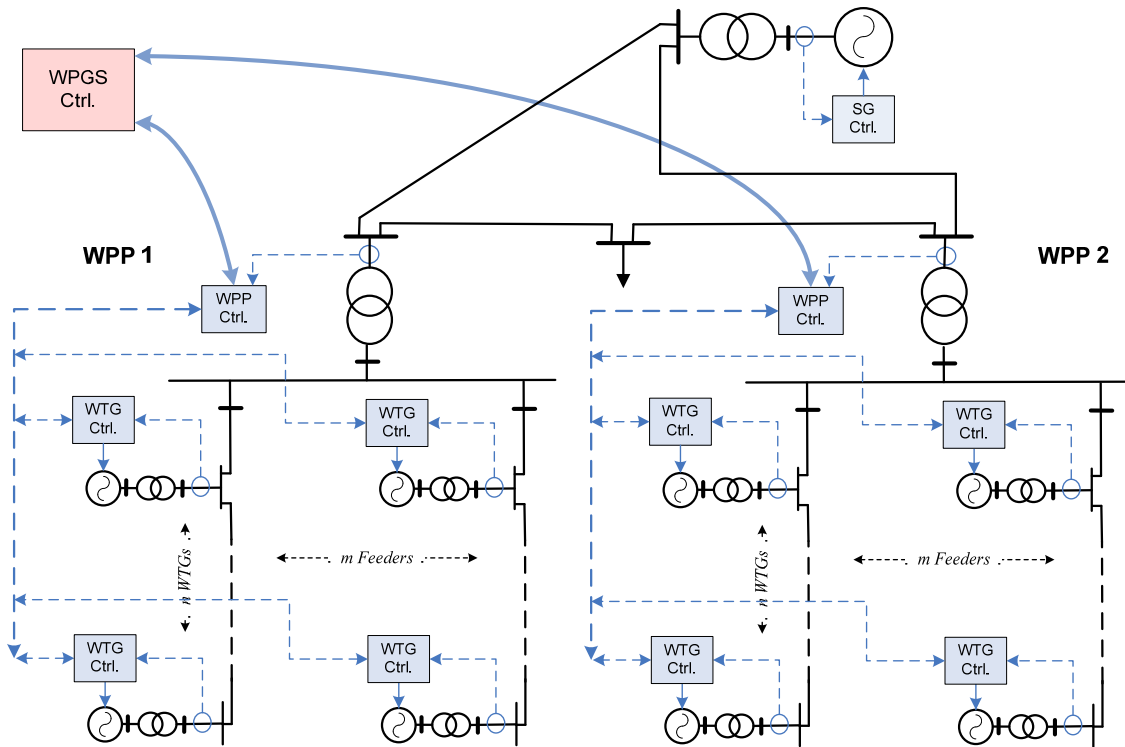 WPGS
Ctrl.
SG
Ctrl.
WPP 1
WPP 2
WPP
Ctrl.
WPP
Ctrl.
WTG
Ctrl.
WTG
Ctrl.
WTG
Ctrl.
WTG
Ctrl.
. n WTGs .
. m Feeders .
. n WTGs .
. m Feeders .
WTG
Ctrl.
WTG
Ctrl.
WTG
Ctrl.
WTG
Ctrl.